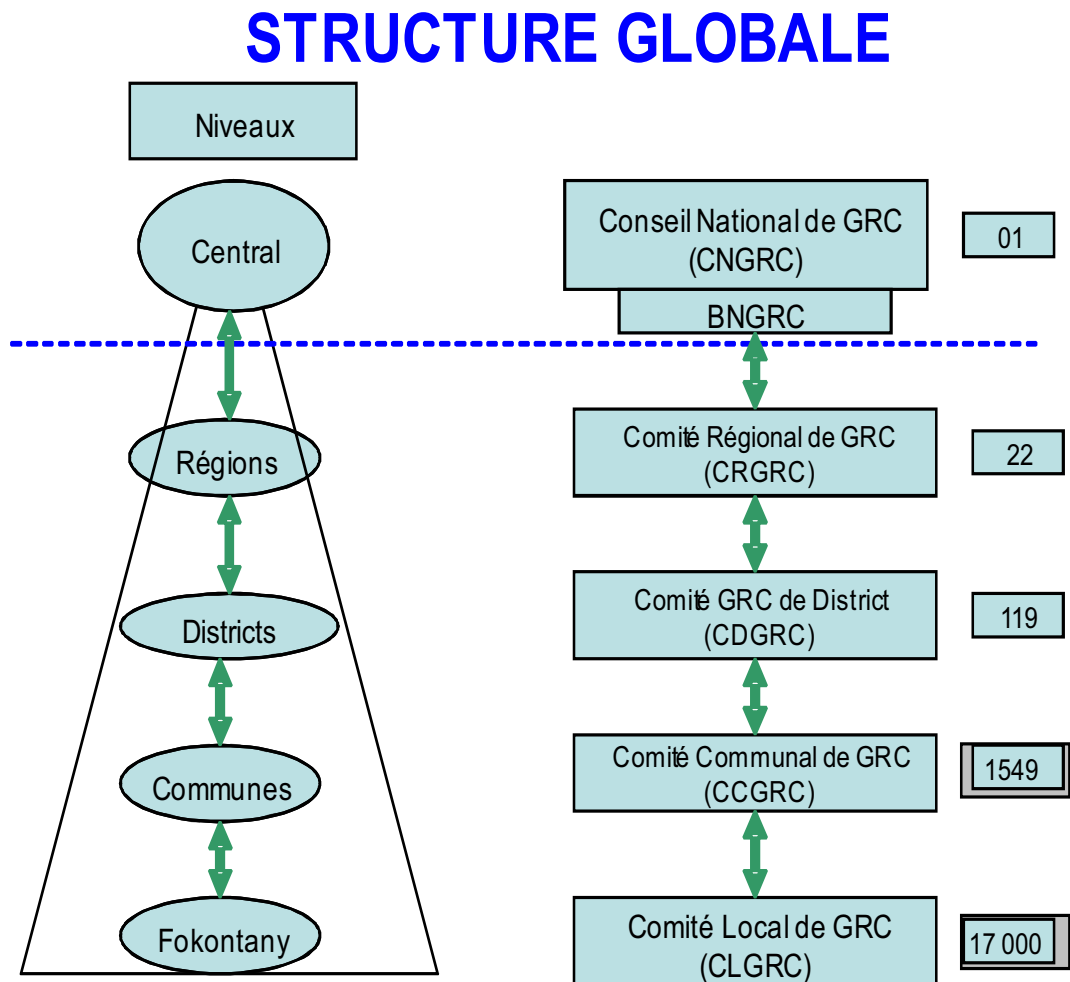 STRUCTURE GLOBALE
Niveaux
Central
Conseil National de GRC
(CNGRC)
01
BNGRC
Régions
Comité Régional de GRC
(CRGRC)
22
Districts
Comité GRC de District
(CDGRC)
119
Communes
Comité Communal de GRC
(CCGRC)
1549
Fokontany
Comité Local de GRC
(CLGRC)
17 000